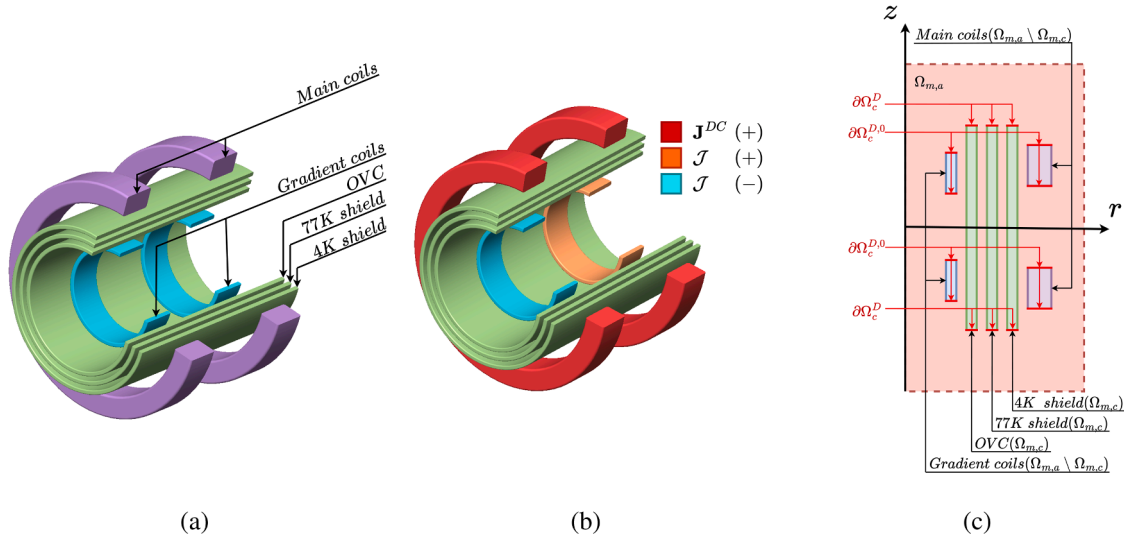 Main coils
Gradient coils
OVC
77K shield
4K shield
(a)
J^{DC} (+)
𝒥 (+)
𝒥 (−)
(b)
z
Main coils(Ω_{m,a} \ Ω_{m,c})
Ω_{m,a}
∂Ω_c^D
∂Ω_c^{D,0}
r
∂Ω_c^{D,0}
∂Ω_c^D
4K shield(Ω_{m,c})
77K shield(Ω_{m,c})
OVC(Ω_{m,c})
Gradient coils(Ω_{m,a} \ Ω_{m,c})
(c)